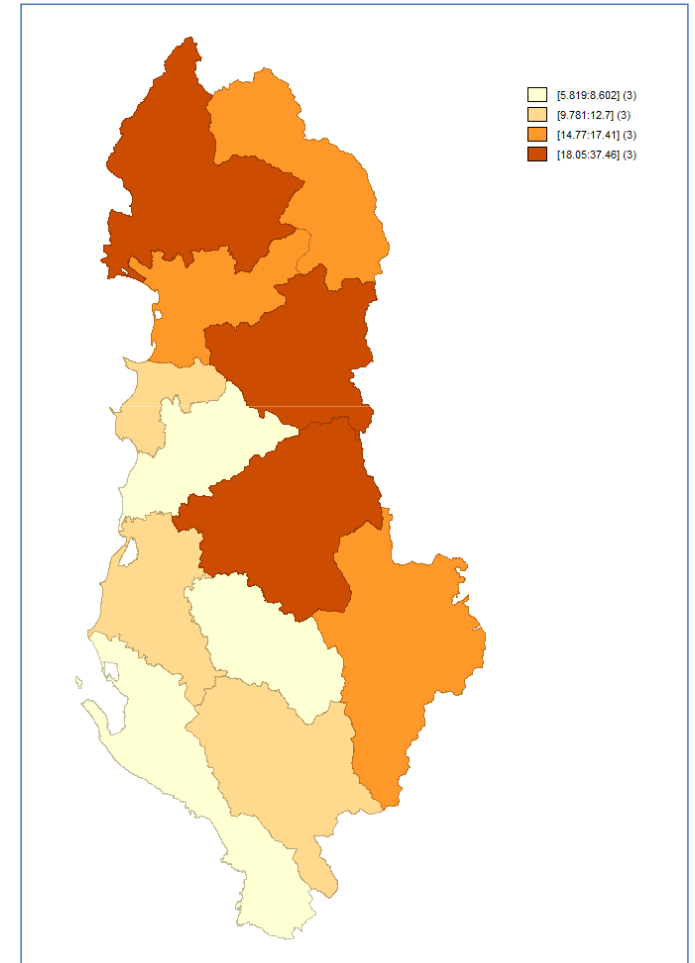 [5.819:8.602] (3)
[9.781:12.7] (3)
[14.77:17.41] (3)
[18.05:37.46] (3)